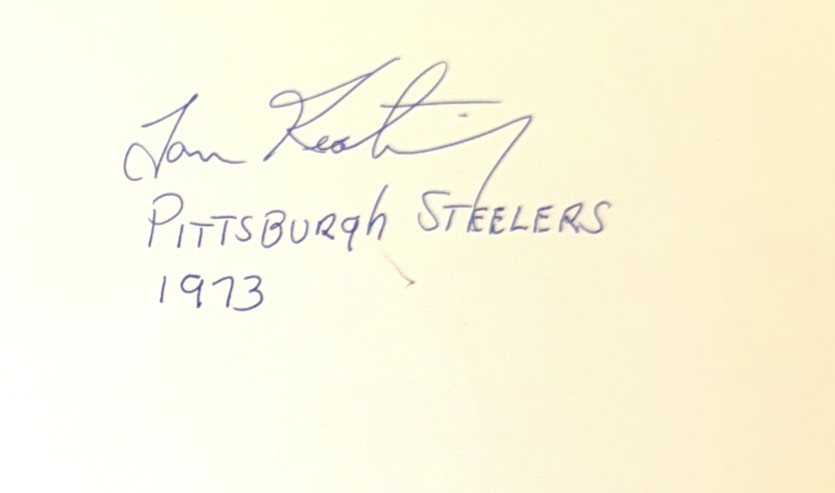 Tom Keating
PITTSBURgh STEELERS
1973